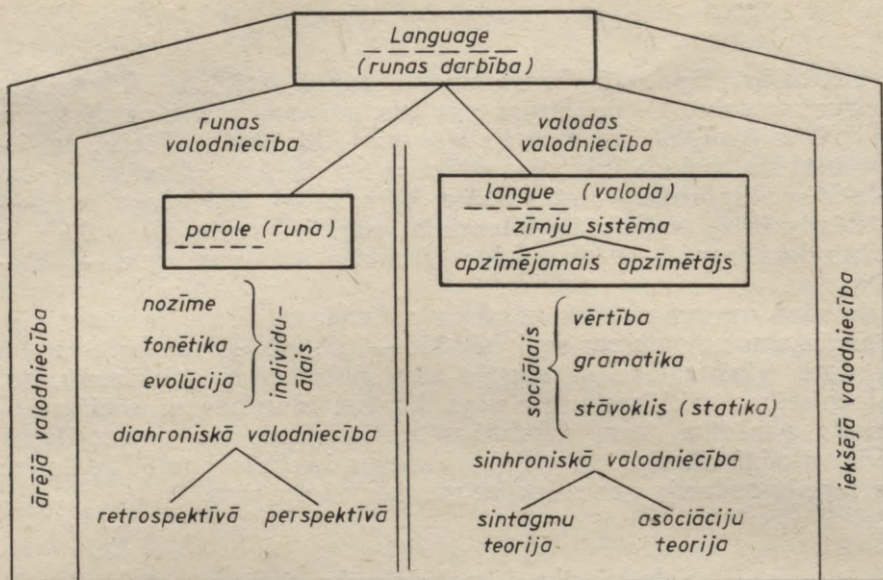 Language
(runas darbība)
runas
valodniecība
valodas
valodniecība
parole (runa)
langue (valoda)
zīmju sistēma
apzīmējamais apzīmētājs
nozīme
fonētika
evolūcija
individu-
ālais
sociālais
vērtība
gramatika
stāvoklis (statika)
diahroniskā valodniecība
retrospektīvā perspektīvā
sinhroniskā valodniecība
sintagmu
teorija
asociāciju
teorija
ārējā valodniecība
iekšējā valodniecība